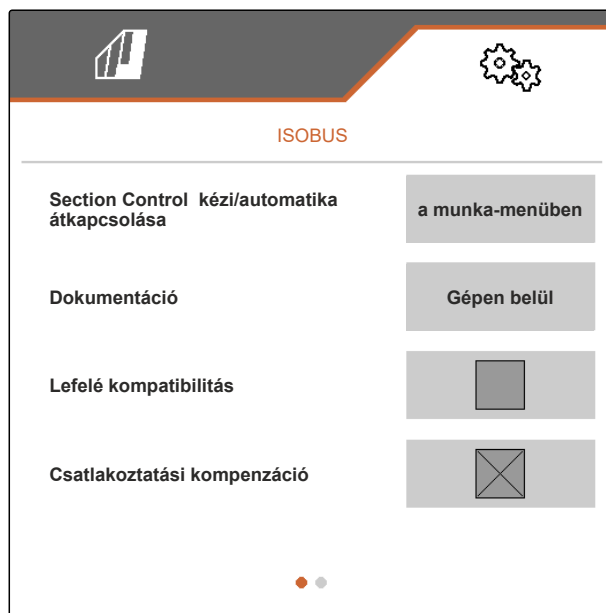 ISOBUS
Section Control kézi/automatika
átkapcsolása
a munka-menüben
Dokumentáció
Gépen belül
Lefelé kompatibilitás
Csatlakoztatási kompenzáció